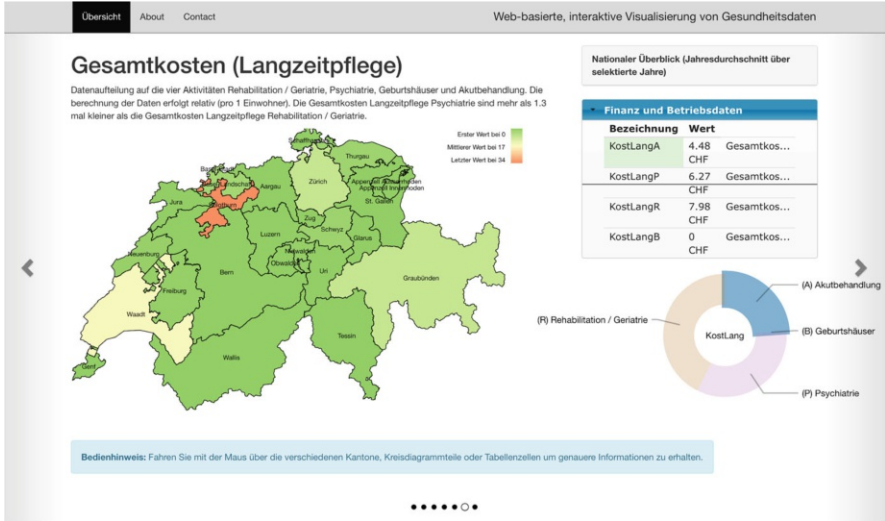 Übersicht About Contact Web-basierte, interaktive Visualisierung von Gesundheitsdaten
Gesamtkosten (Langzeitpflege)
Datenaufteilung auf die vier Aktivitäten Rehabilitation / Geriatrie, Psychiatrie, Geburtshäuser und Akutbehandlung. Die
berechnung der Daten erfolgt relativ (pro 1 Einwohner). Die Gesamtkosten Langzeitpflege Psychiatrie sind mehr als 1.3
mal kleiner als die Gesamtkosten Langzeitpflege Rehabilitation / Geriatrie.
Erster Wert bei 0
Mittlerer Wert bei 17
Letzter Wert bei 34
Schaffhausen
Thurgau
Zürich
Aargau
Appenzell Ausserrhoden
Appenzell Innerrhoden
St. Gallen
Jura
Solothurn
Zug
Luzern
Schwyz
Glarus
Nidwalden
Obwalden
Uri
Neuenburg
Bern
Freiburg
Graubünden
Waadt
Tessin
Wallis
Genf
Nationaler Überblick (Jahresdurchschnitt über
selektierte Jahre)
Finanz und Betriebsdaten
Bezeichnung Wert
KostLangA 4.48 Gesamtkos...
CHF
KostLangP 6.27 Gesamtkos...
CHF
KostLangR 7.98 Gesamtkos...
CHF
KostLangB 0 Gesamtkos...
CHF
(A) Akutbehandlung
(R) Rehabilitation / Geriatrie
KostLang
(B) Geburtshäuser
(P) Psychiatrie
Bedienhinweis: Fahren Sie mit der Maus über die verschiedenen Kantone, Kreisdiagrammteile oder Tabellenzellen um genauere Informationen zu erhalten.